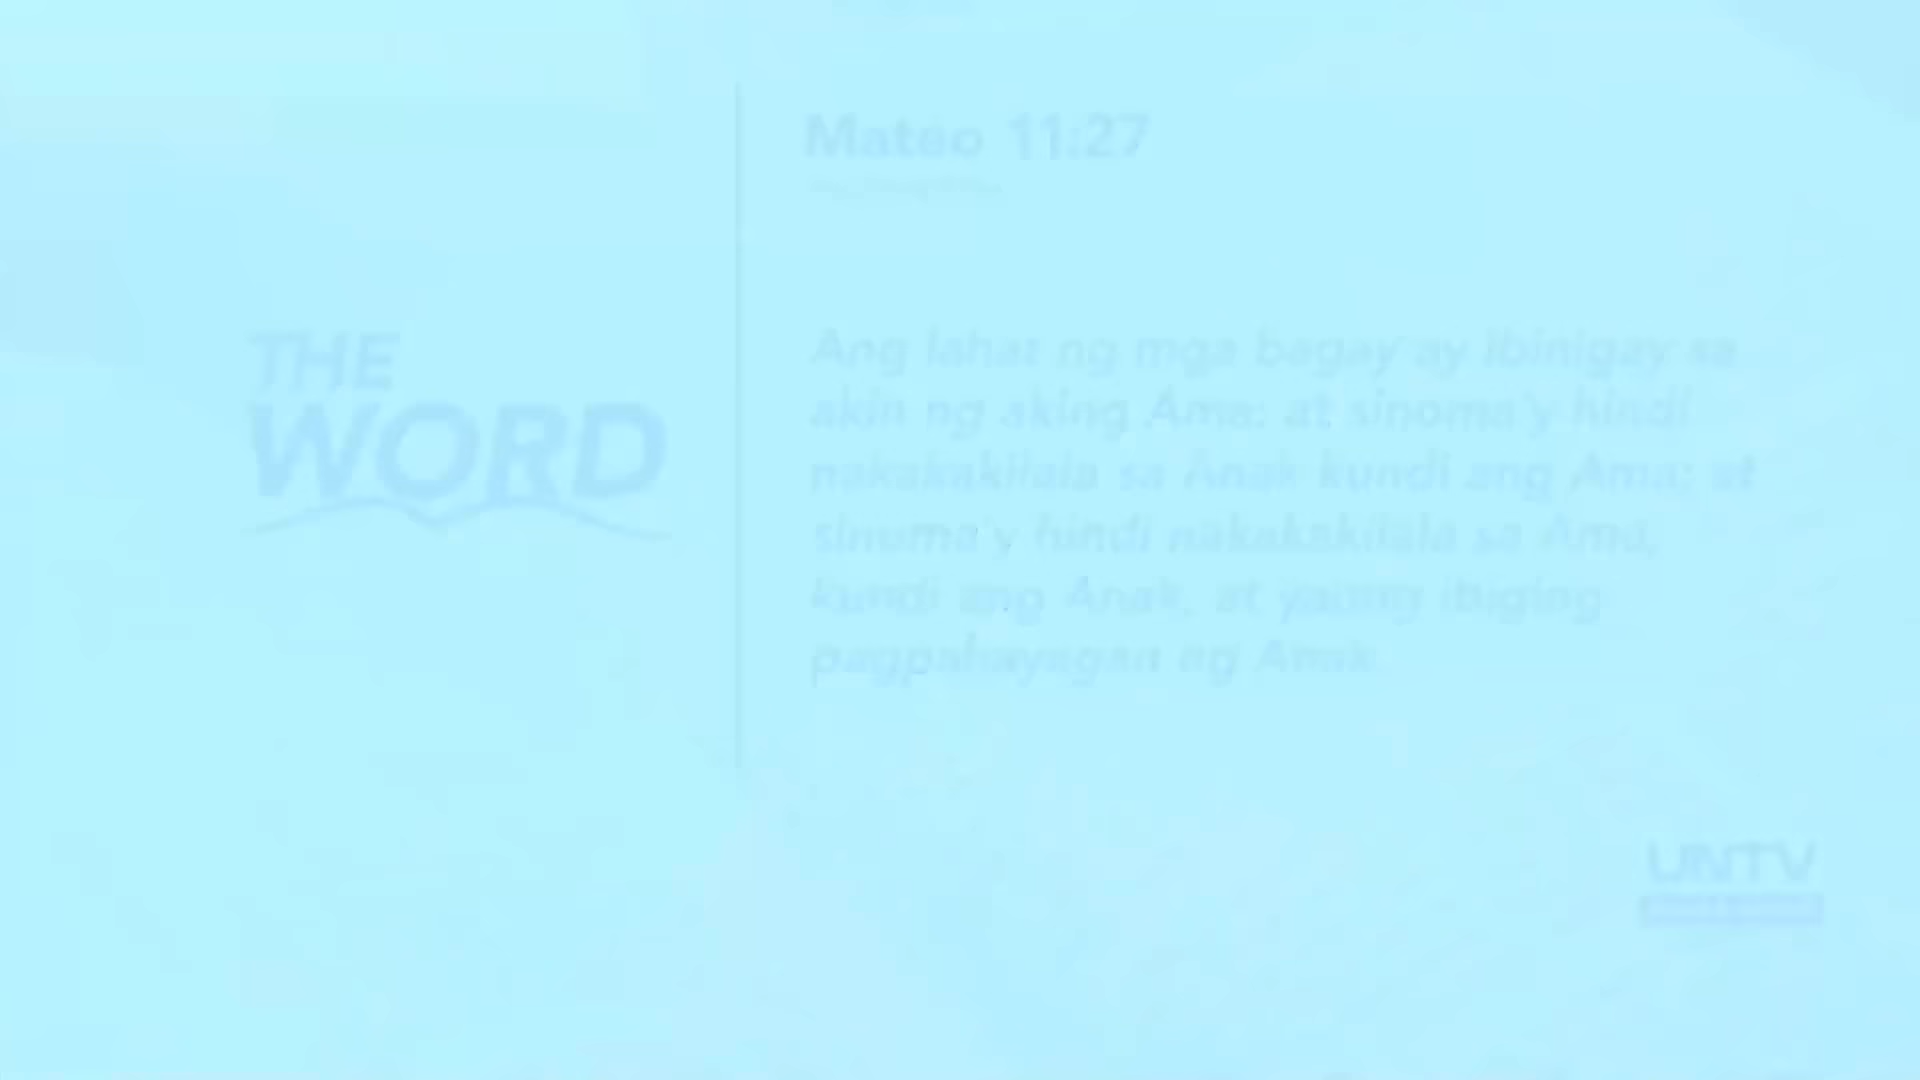 THE
WORD
Mateo 11:27
Ang lahat ng mga bagay ay ibinigay sa
akin ng aking Ama: at sinoma'y hindi
nakakakilala sa Anak kundi ang Ama; at
sinuma'y hindi nakakakilala sa Ama,
kundi ang Anak, at yaong ibiging
pagpahayagan ng Anak.
UNTV